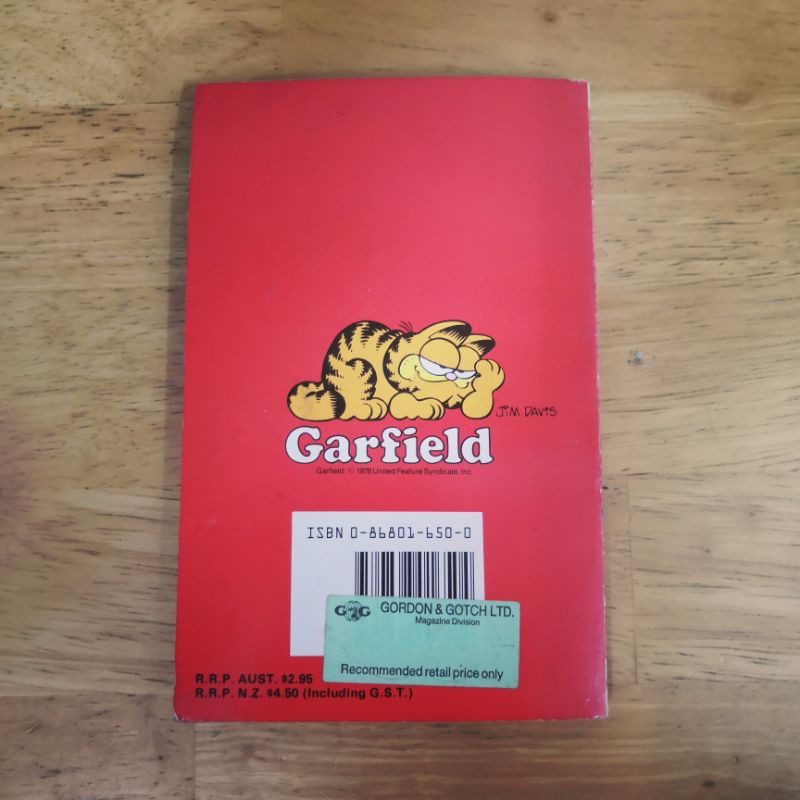 JIM DAVIS
Garfield
Garfield: © 1978 United Feature Syndicate, Inc
ISBN 0-86801-650-0
G G GORDON & GOTCH LTD.
Magazine Division
Recommended retail price only
R.R.P. AUST. $2.95
R.R.P. N.Z. $4.50 (Including G.S.T.)